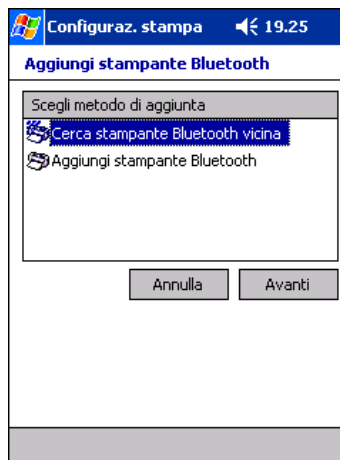 Configuraz. stampa 19.25
Aggiungi stampante Bluetooth
Scegli metodo di aggiunta
Cerca stampante Bluetooth vicina
Aggiungi stampante Bluetooth
Annulla Avanti